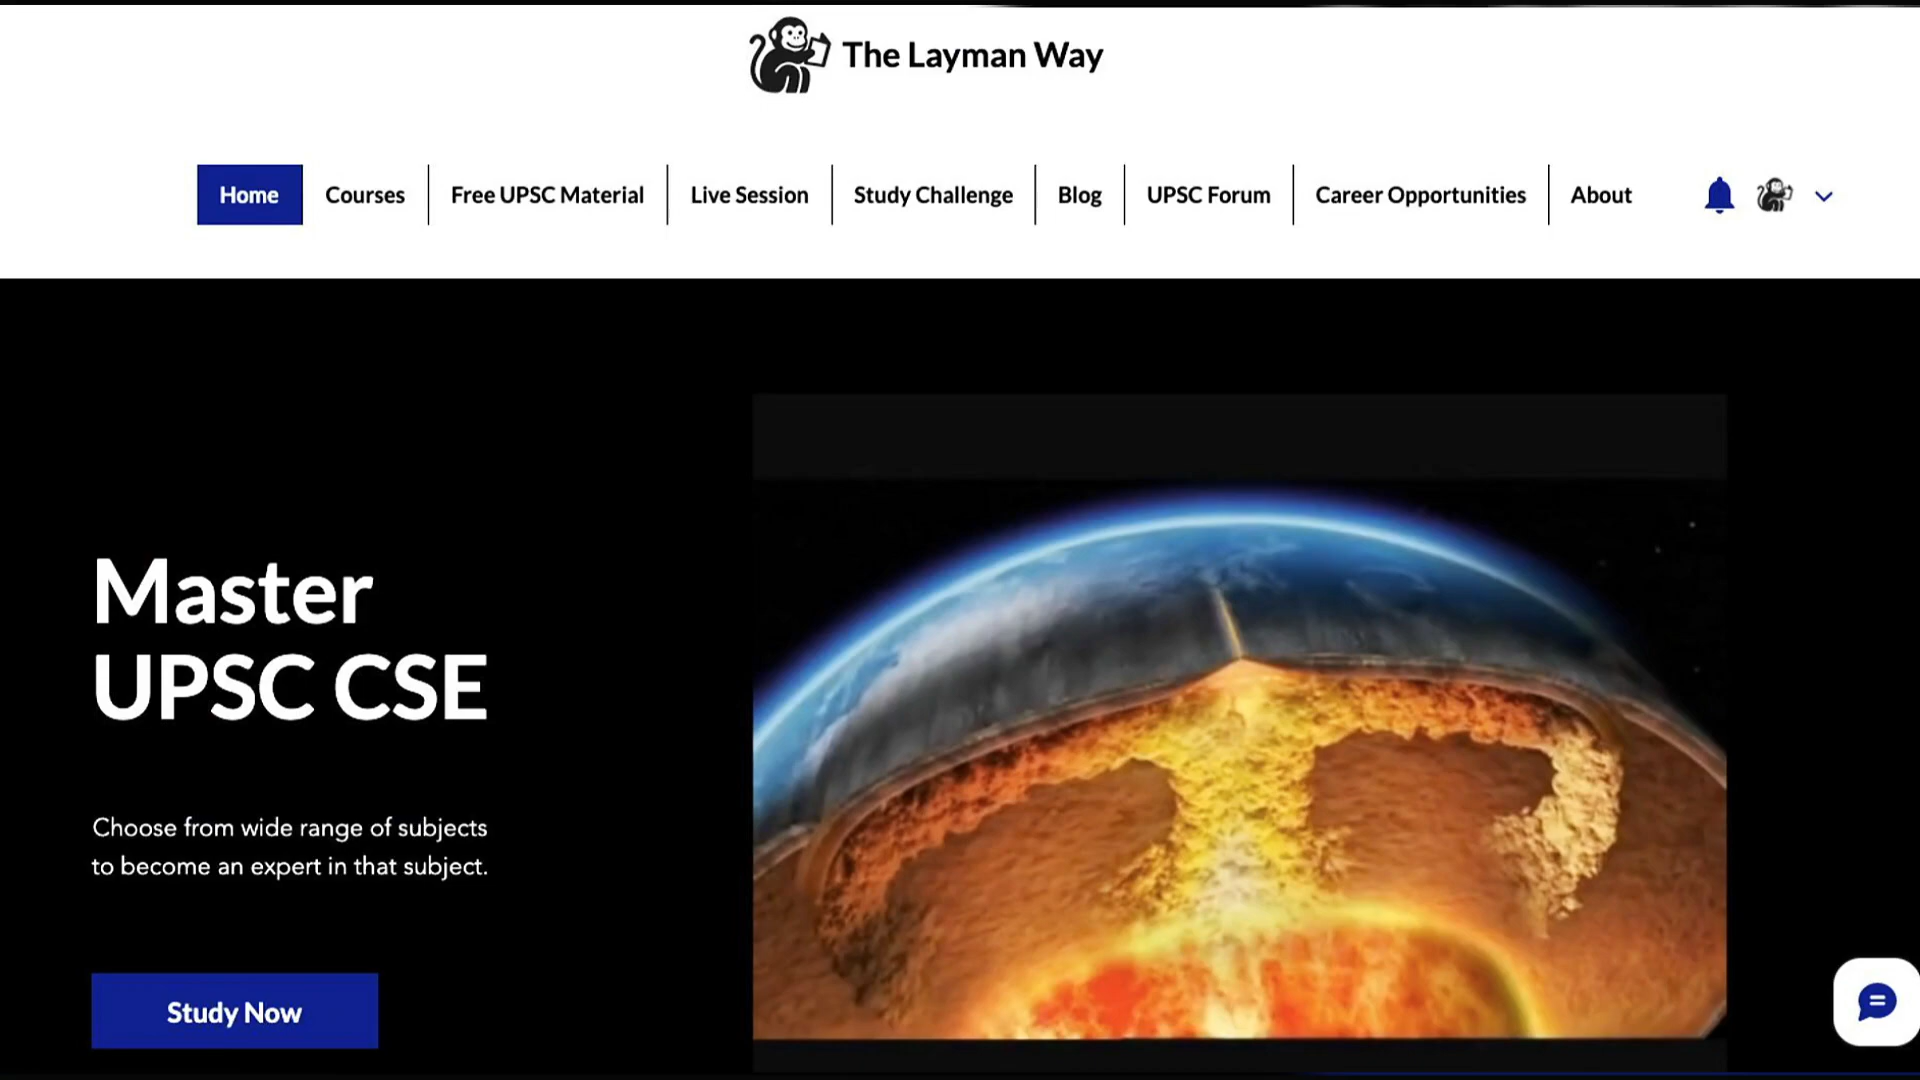 The Layman Way
Home
Courses
Free UPSC Material
Live Session
Study Challenge
Blog
UPSC Forum
Career Opportunities
About
Master
UPSC CSE
Choose from wide range of subjects
to become an expert in that subject.
Study Now